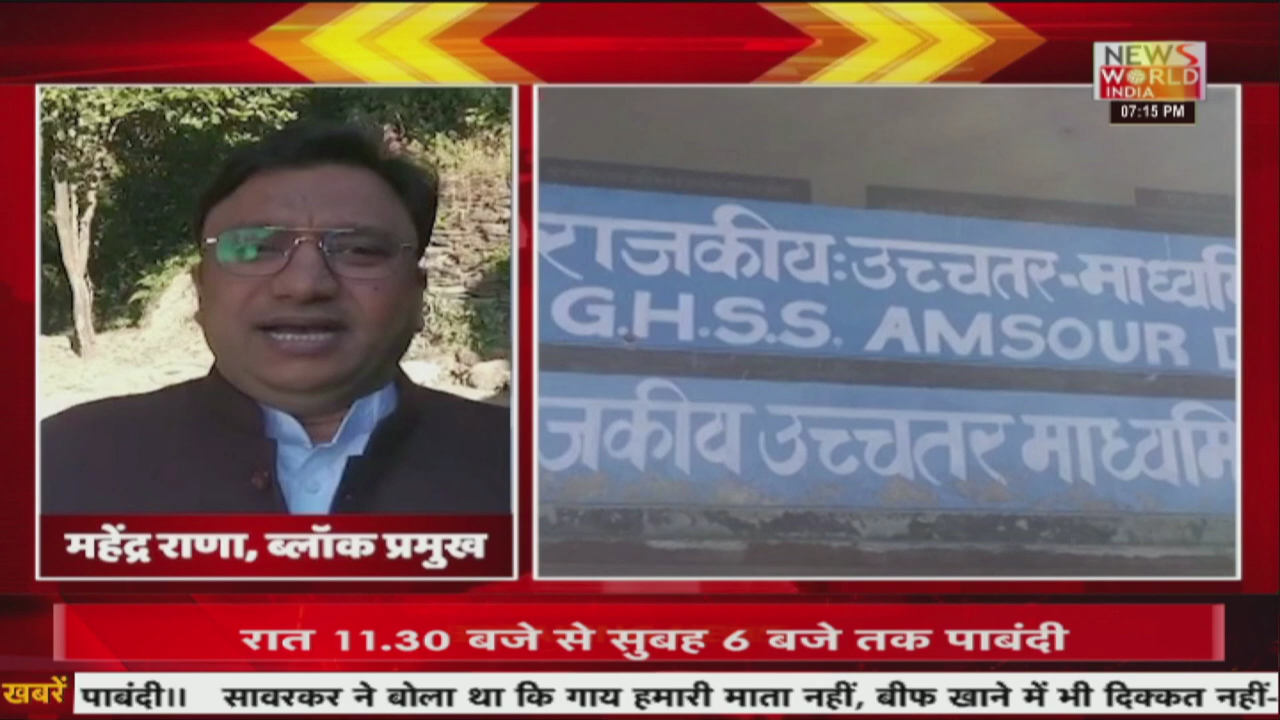 NEWS
WORLD
INDIA
07:15 PM
राजकीयःउच्चतर-माध्यमि
G.H.S.S. AMSOUR D
जकीय उच्चतर माध्यमि
महेंद्र राणा, ब्लॉक प्रमुख
रात 11.30 बजे से सुबह 6 बजे तक पाबंदी
खबरें पाबंदी।। सावरकर ने बोला था कि गाय हमारी माता नहीं, बीफ खाने में भी दिक्कत नहीं-